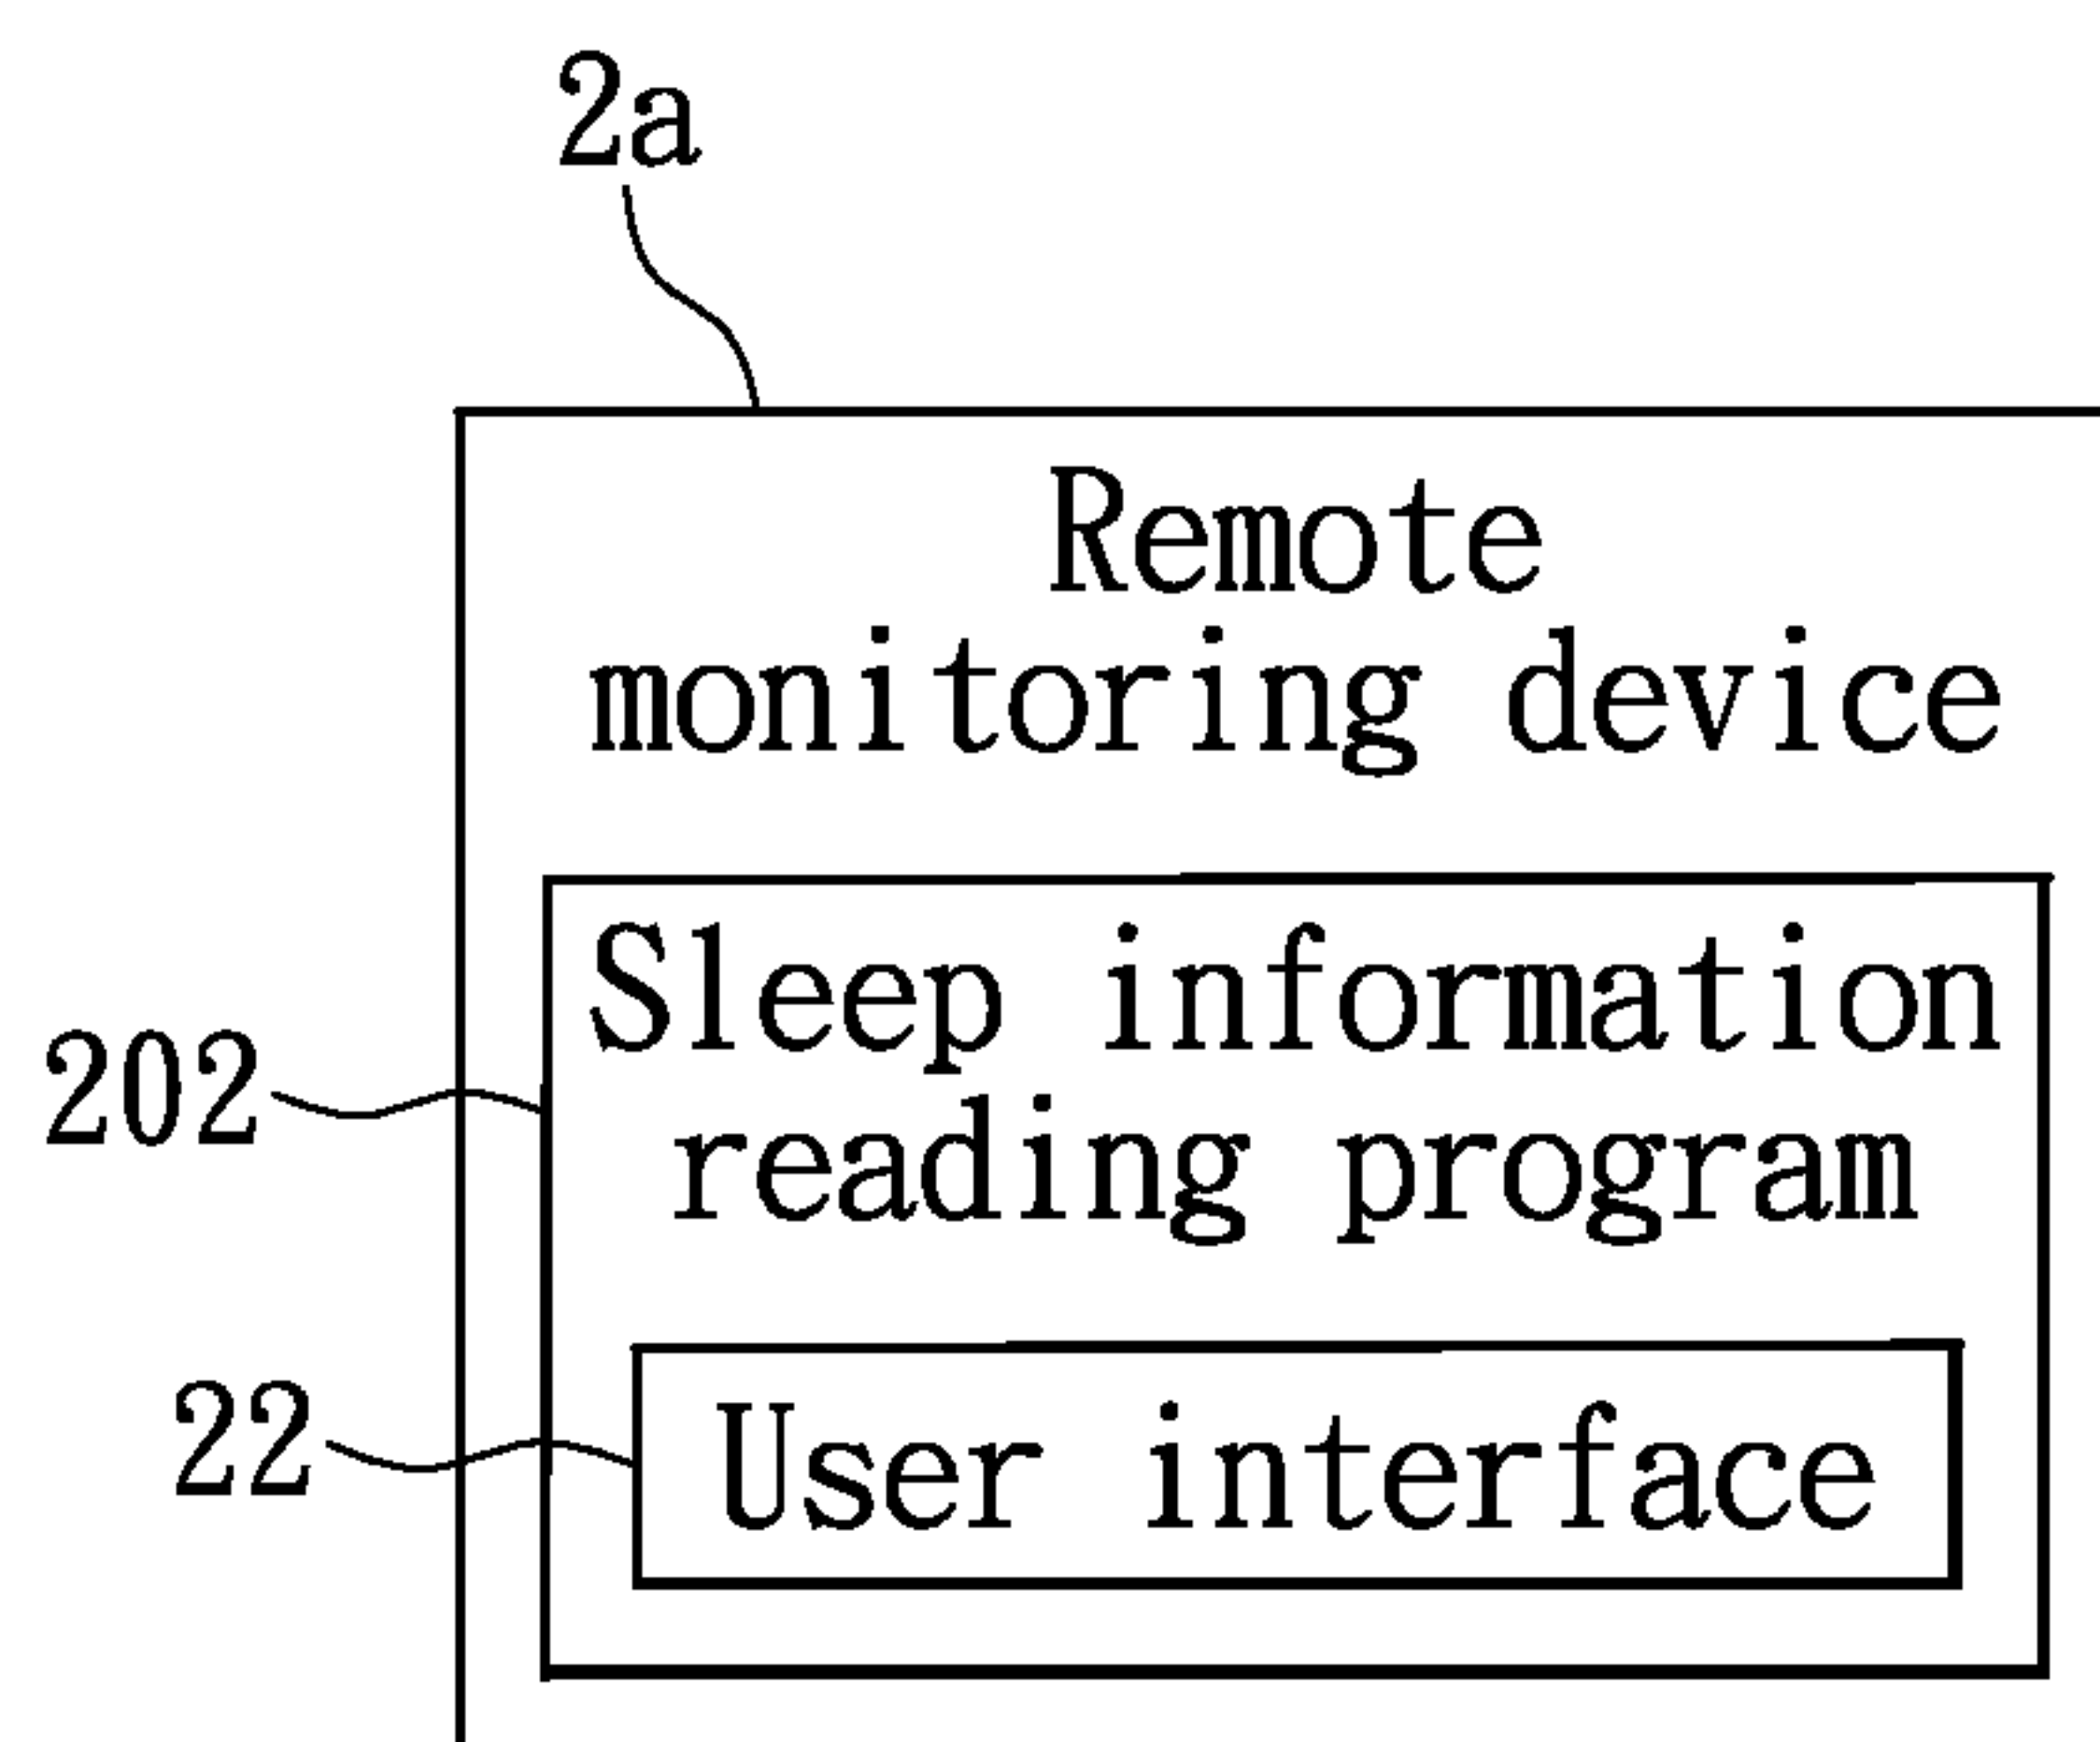 2a
Remote
monitoring device
Sleep information
202
reading program
22
User interface